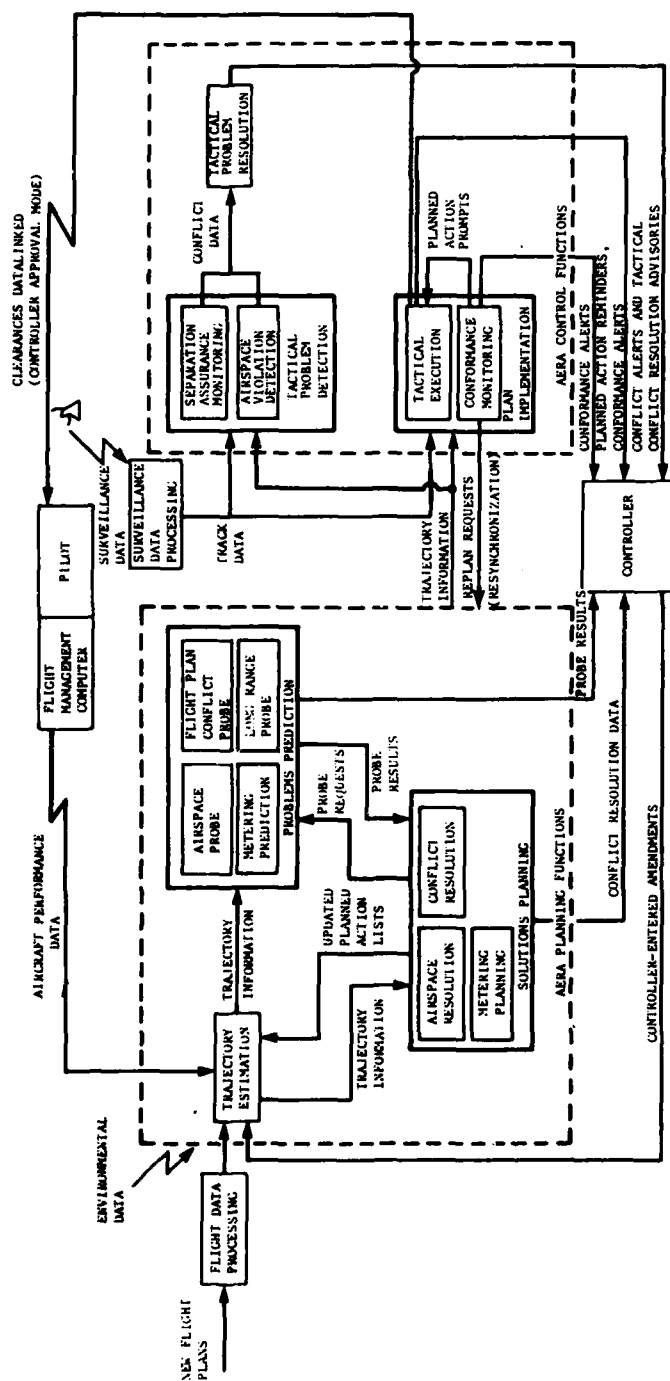 CLEARANCES DATALINKED
(CONTROLLER APPROVAL MODE)
FLIGHT
MANAGEMENT
COMPUTER
PILOT
AIRCRAFT PERFORMANCE
DATA
SURVEILLANCE
DATA
SURVEILLANCE
DATA
PROCESSING
TRACK
DATA
ENVIRONMENTAL
DATA
NEW FLIGHT
PLANS
FLIGHT DATA
PROCESSING
TRAJECTORY
ESTIMATION
TRAJECTORY
INFORMATION
AIRSPACE
PROBE
FLIGHT PLAN
CONFLICT
PROBE
METERING
PREDICTION
LONG RANGE
PROBE
PROBLEMS PREDICTION
UPDATED
PLANNED
ACTION
LISTS
TRAJECTORY
INFORMATION
PROBE
REQUESTS
PROBE
RESULTS
AIRSPACE
RESOLUTION
CONFLICT
RESOLUTION
METERING
PLANNING
SOLUTIONS PLANNING
AERA PLANNING FUNCTIONS
SEPARATION
ASSURANCE
MONITORING
AIRSPACE
VIOLATION
DETECTION
TACTICAL
PROBLEM
DETECTION
CONFLICT
DATA
TACTICAL
PROBLEM
RESOLUTION
TRAJECTORY
INFORMATION
REPLAN REQUESTS
(RESYNCHRONIZATION)
TACTICAL
EXECUTION
CONFORMANCE
MONITORING
PLAN
IMPLEMENTATION
PLANNED
ACTION
PROMPTS
AERA CONTROL FUNCTIONS
CONFORMANCE ALERTS
PLANNED ACTION REMINDERS,
CONFORMANCE ALERTS
CONFLICT ALERTS AND TACTICAL
CONFLICT RESOLUTION ADVISORIES
PROBE RESULTS
CONFLICT RESOLUTION DATA
CONTROLLER
CONTROLLER-ENTERED AMENDMENTS